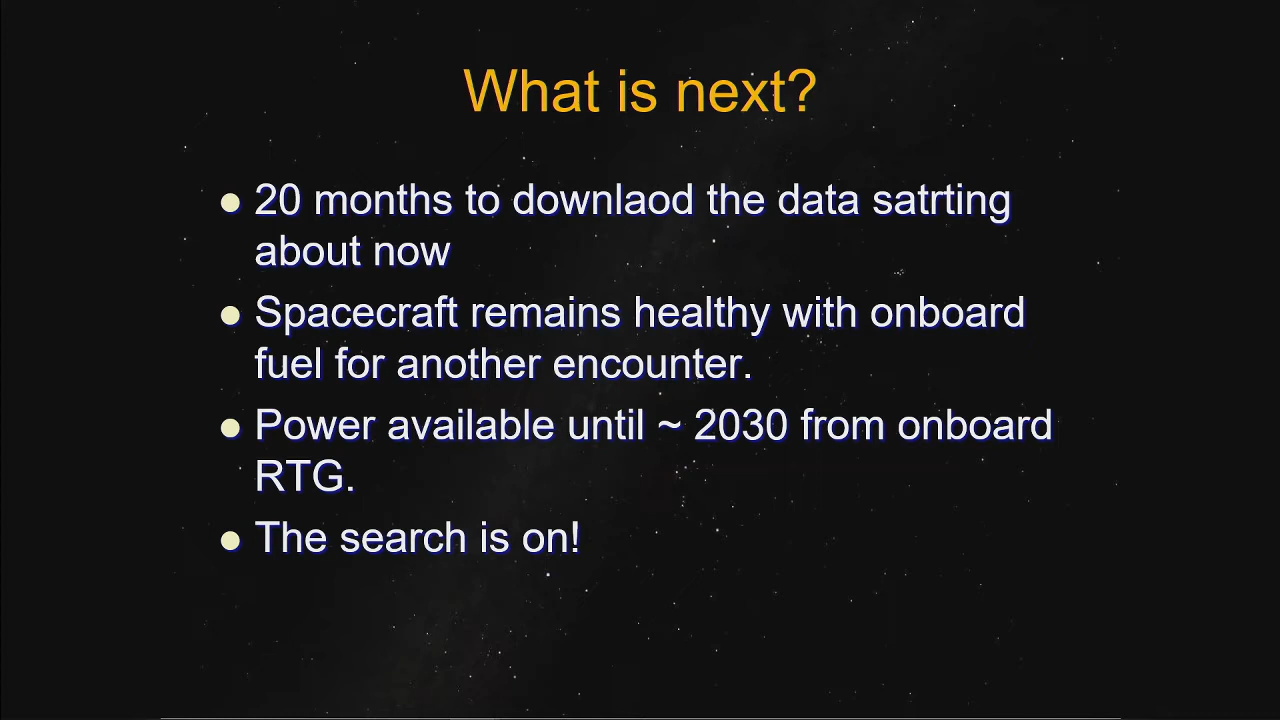 What is next?
20 months to downlaod the data satrting
about now
Spacecraft remains healthy with onboard
fuel for another encounter.
Power available until ~ 2030 from onboard
RTG.
The search is on!